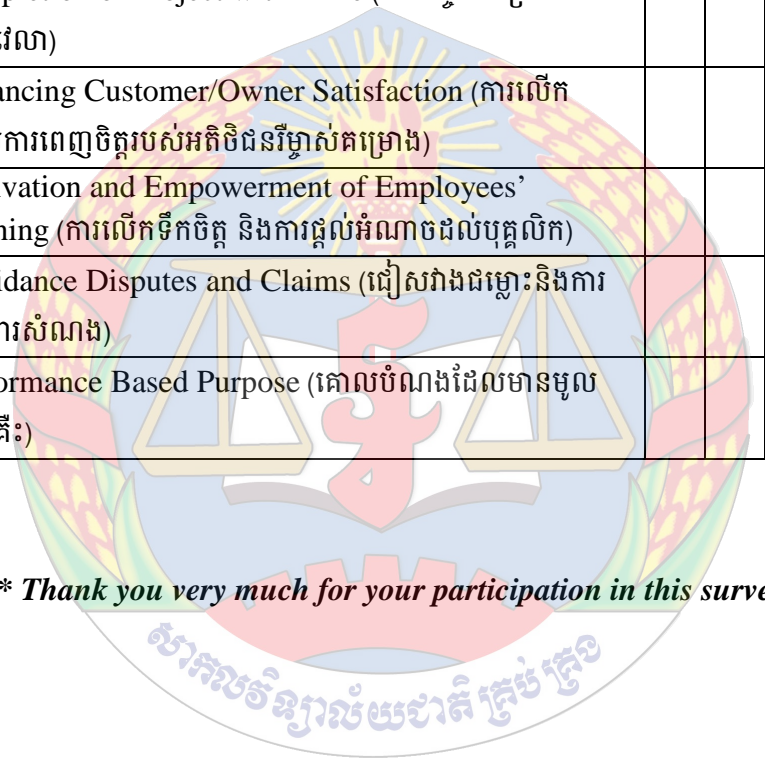 វេលា)
ancing Customer/Owner Satisfaction (ការលើក
ការពេញចិត្តរបស់អតិថិជនរឺម្ចាស់គម្រោង)
ivation and Empowerment of Employees’
ning (ការលើកទឹកចិត្ត និងការផ្តល់អំណាចដល់បុគ្គលិក)
idance Disputes and Claims (ជៀសវាងជម្លោះនិងការ
ារសំណង)
ormance Based Purpose (គោលបំណងដែលមានមូល
គឺះ)
* Thank you very much for your participation in this surve
សាកលវិទ្យាល័យជាតិគ្រប់គ្រង